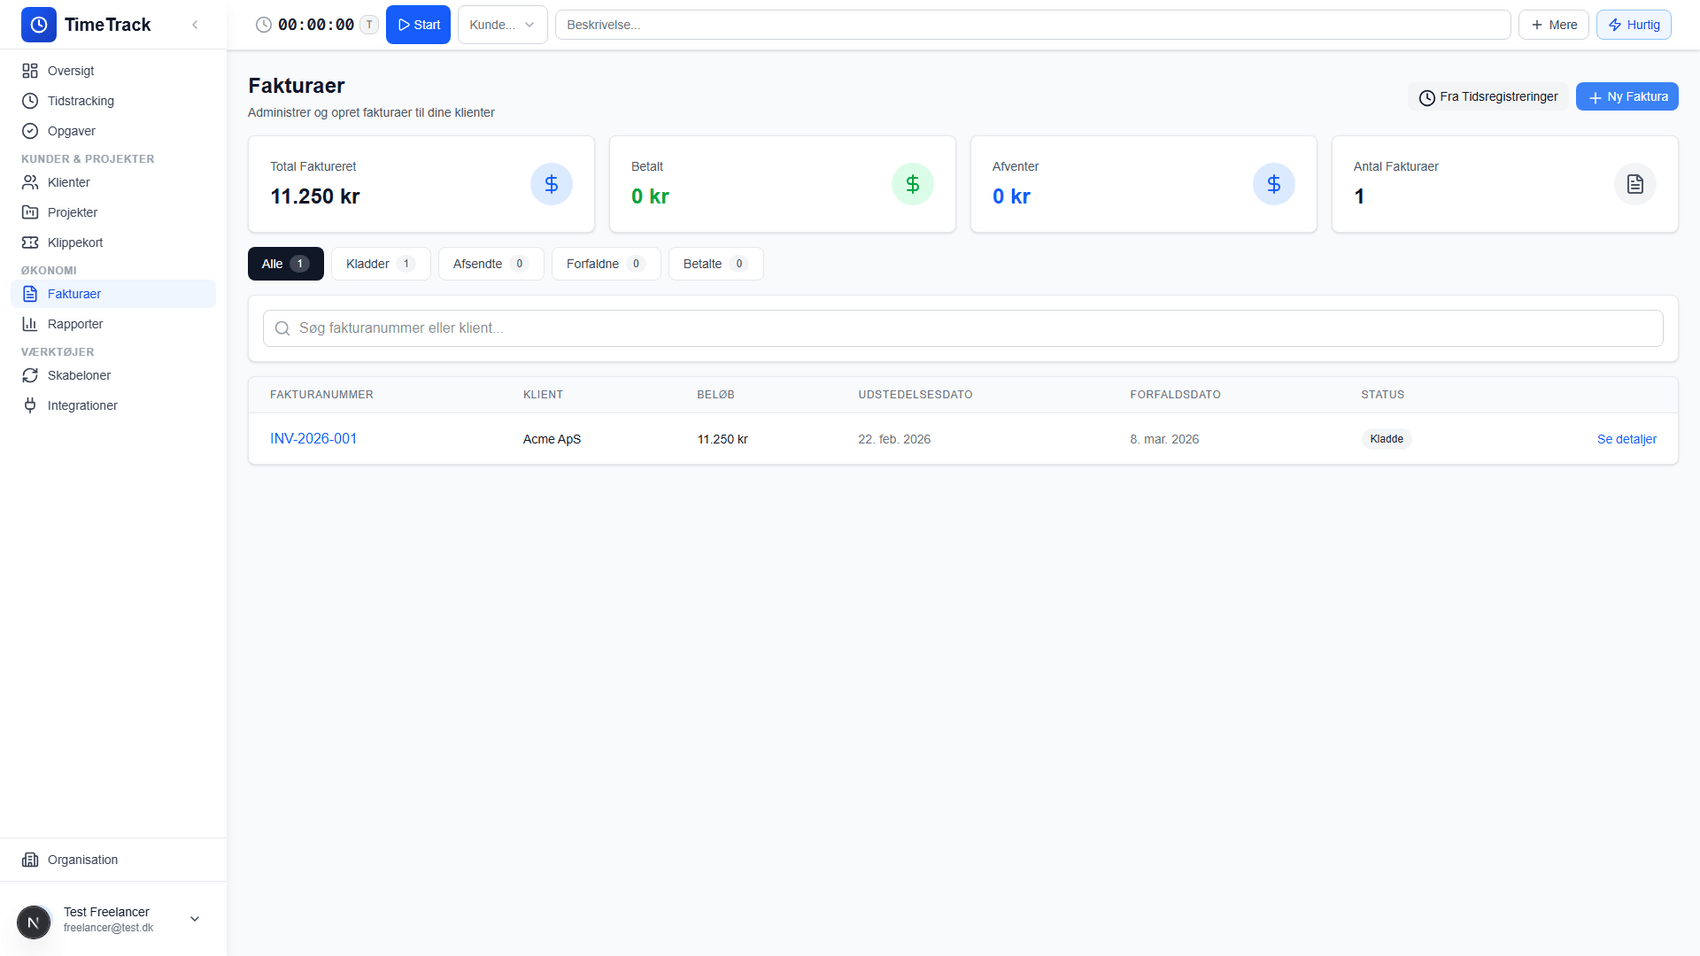 TimeTrack
00:00:00 T Start Kunde... Beskrivelse... Mere Hurtig
Oversigt
Tidstracking
Opgaver
KUNDER & PROJEKTER
Klienter
Projekter
Klippekort
ØKONOMI
Fakturaer
Rapporter
VÆRKTØJER
Skabeloner
Integrationer
Organisation
N
Test Freelancer
freelancer@test.dk
Fakturaer
Administrer og opret fakturaer til dine klienter
Fra Tidsregistreringer Ny Faktura
Total Faktureret
11.250 kr
Betalt
0 kr
Afventer
0 kr
Antal Fakturaer
1
Alle 1 Kladder 1 Afsendte 0 Forfaldne 0 Betalte 0
Søg fakturanummer eller klient...
FAKTURANUMMER KLIENT BELØB UDSTEDELSESDATO FORFALDSDATO STATUS
INV-2026-001 Acme ApS 11.250 kr 22. feb. 2026 8. mar. 2026 Kladde Se detaljer